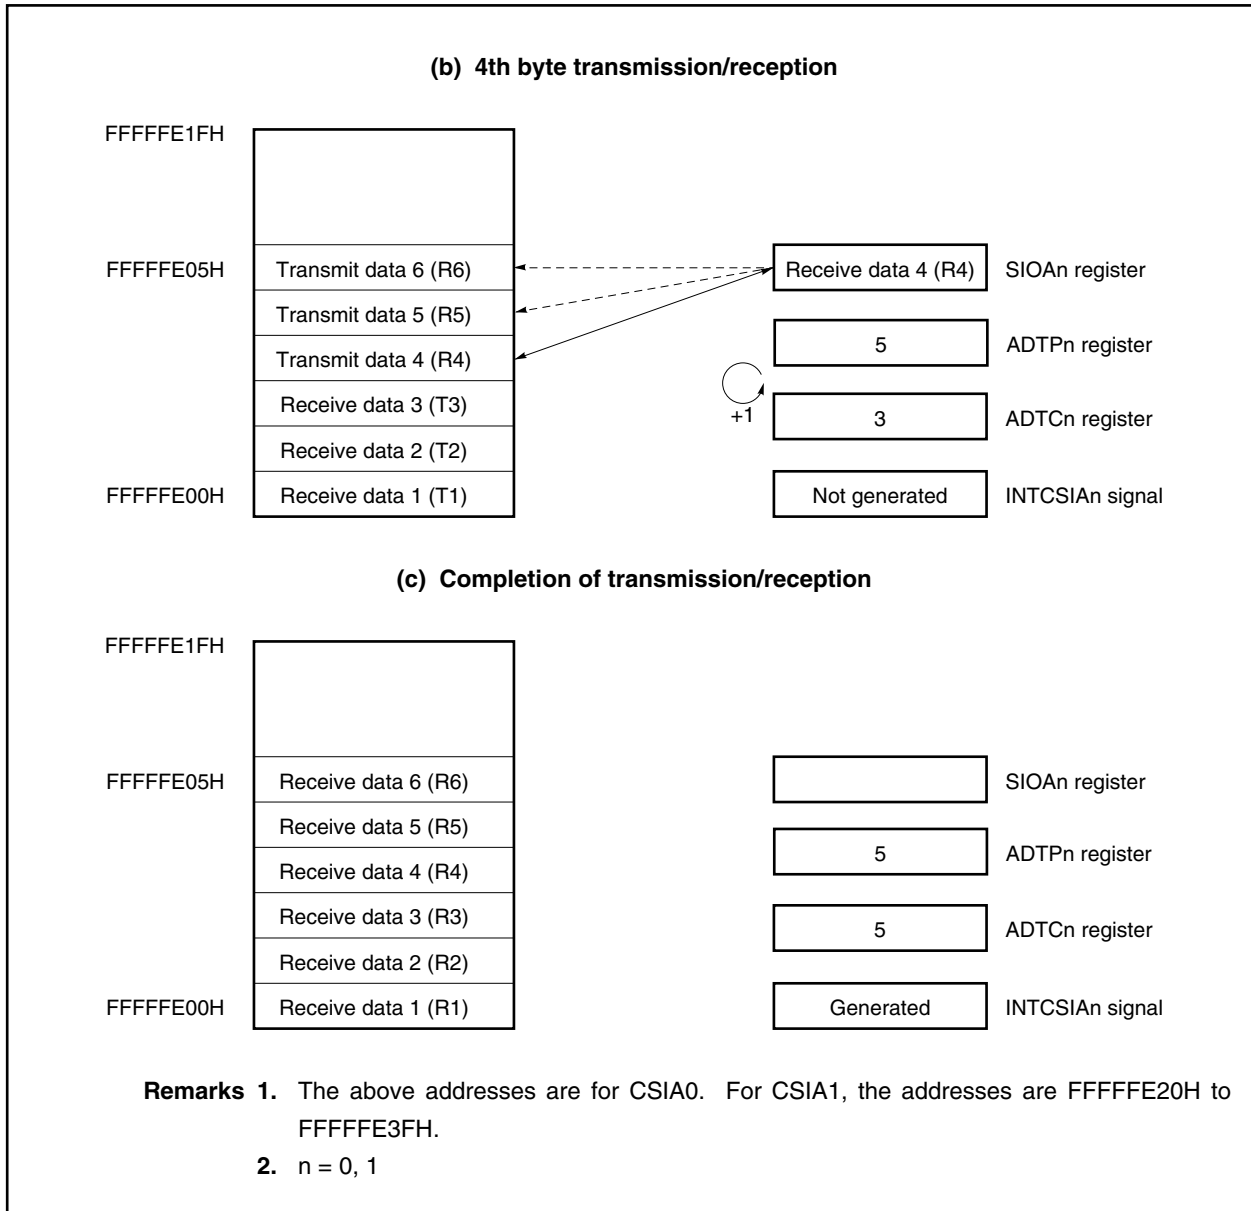 (b) 4th byte transmission/reception
FFFFFE1FH
FFFFFE05H Transmit data 6 (R6) Receive data 4 (R4) SIOAn register
Transmit data 5 (R5)
5 ADTPn register
Transmit data 4 (R4)
Receive data 3 (T3)
+1 3 ADTCn register
Receive data 2 (T2)
FFFFFE00H Receive data 1 (T1) Not generated INTCSIAn signal
(c) Completion of transmission/reception
FFFFFE1FH
FFFFFE05H Receive data 6 (R6) SIOAn register
Receive data 5 (R5)
5 ADTPn register
Receive data 4 (R4)
Receive data 3 (R3)
5 ADTCn register
Receive data 2 (R2)
FFFFFE00H Receive data 1 (R1) Generated INTCSIAn signal
Remarks 1. The above addresses are for CSIA0. For CSIA1, the addresses are FFFFFE20H to
FFFFFE3FH.
2. n = 0, 1